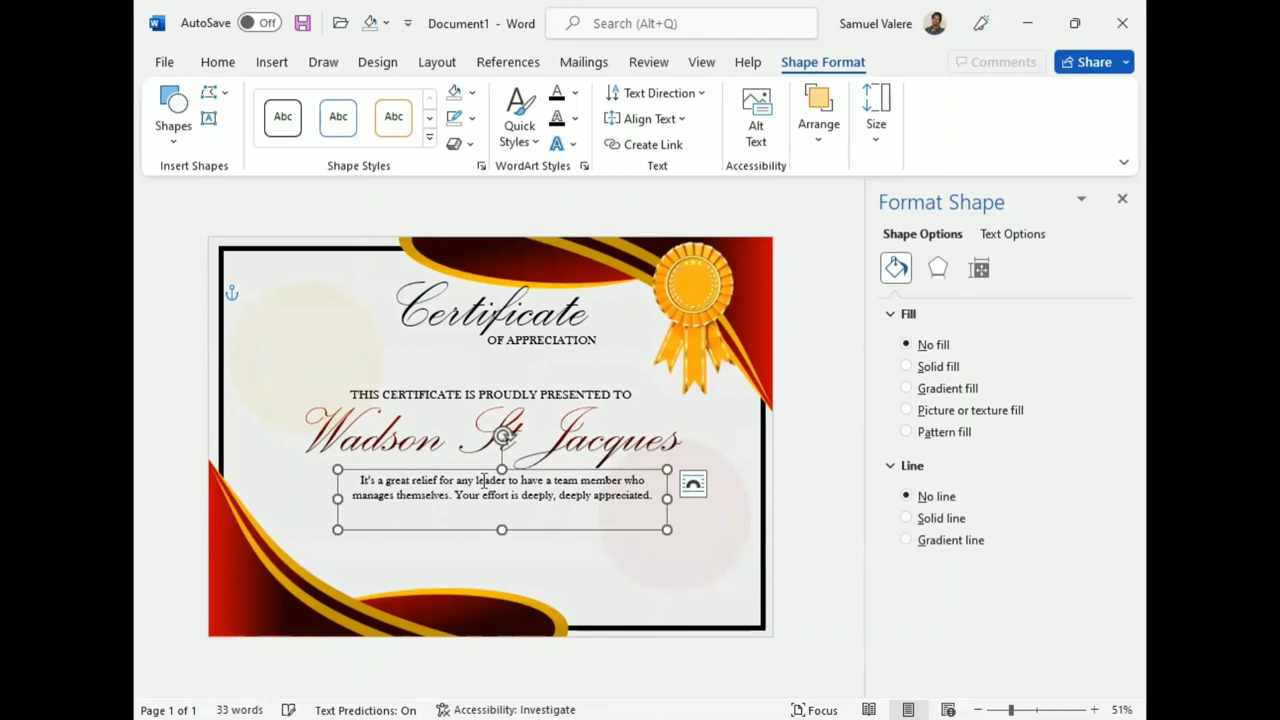 AutoSave Off Document1 - Word Search (Alt+Q) Samuel Valere
File Home Insert Draw Design Layout References Mailings Review View Help Shape Format Comments Share
Shapes Abc Abc Abc Quick Styles Text Direction Align Text Create Link Alt Text Arrange Size
Insert Shapes Shape Styles WordArt Styles Text Accessibility
Format Shape
Shape Options Text Options
Fill
No fill
Solid fill
Gradient fill
Picture or texture fill
Pattern fill
Line
No line
Solid line
Gradient line
Certificate
OF APPRECIATION
THIS CERTIFICATE IS PROUDLY PRESENTED TO
Wadson St Jacques
It's a great relief for any leader to have a team member who
manages themselves. Your effort is deeply, deeply appreciated.
Page 1 of 1 33 words Text Predictions: On Accessibility: Investigate Focus 51%